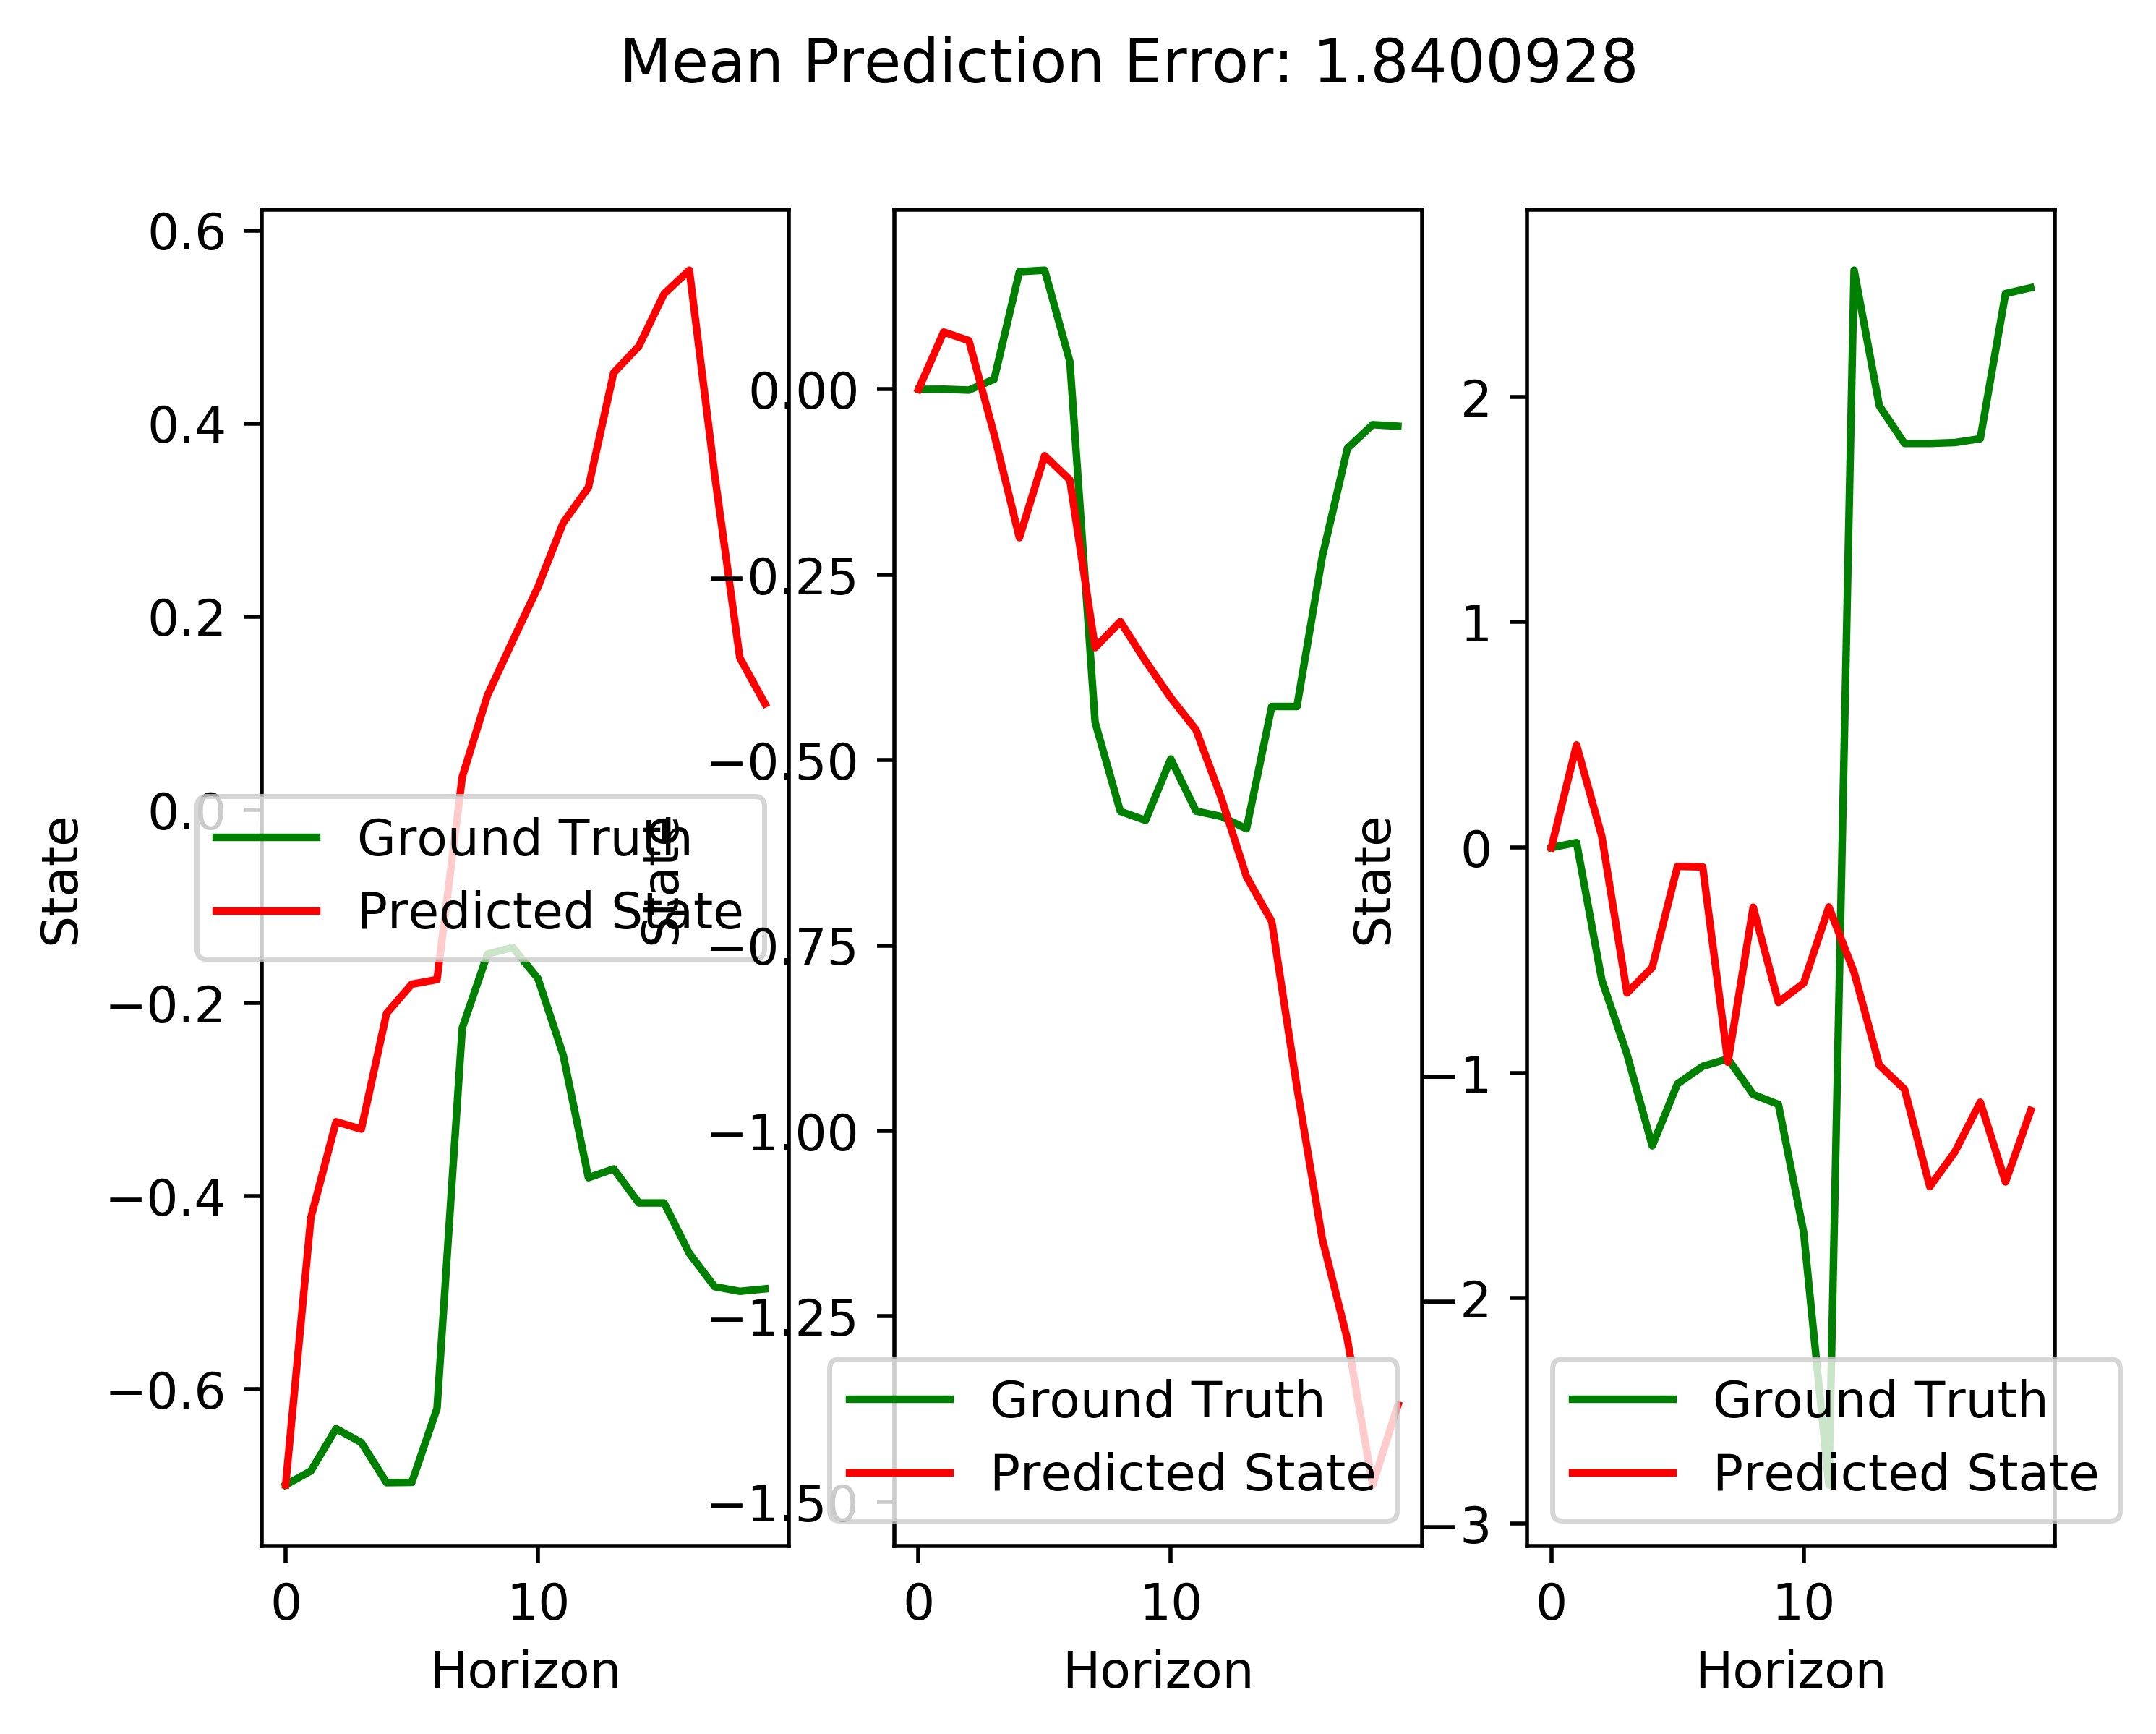 Mean Prediction Error: 1.8400928
0.6
0.4
0.2
0.0
−0.2
−0.4
−0.6
State
Ground Truth
Predicted State
0
10
Horizon
0.00
−0.25
−0.50
−0.75
−1.00
−1.25
−1.50
State
Ground Truth
Predicted State
0
10
Horizon
2
1
0
−1
−2
−3
State
Ground Truth
Predicted State
0
10
Horizon